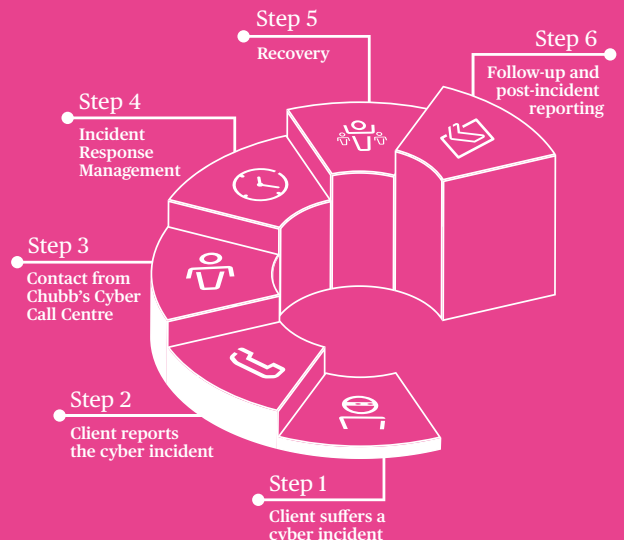 Step 1
Client suffers a
cyber incident
Step 2
Client reports
the cyber incident
Step 3
Contact from
Chubb's Cyber
Call Centre
Step 4
Incident
Response
Management
Step 5
Recovery
Step 6
Follow-up and
post-incident
reporting